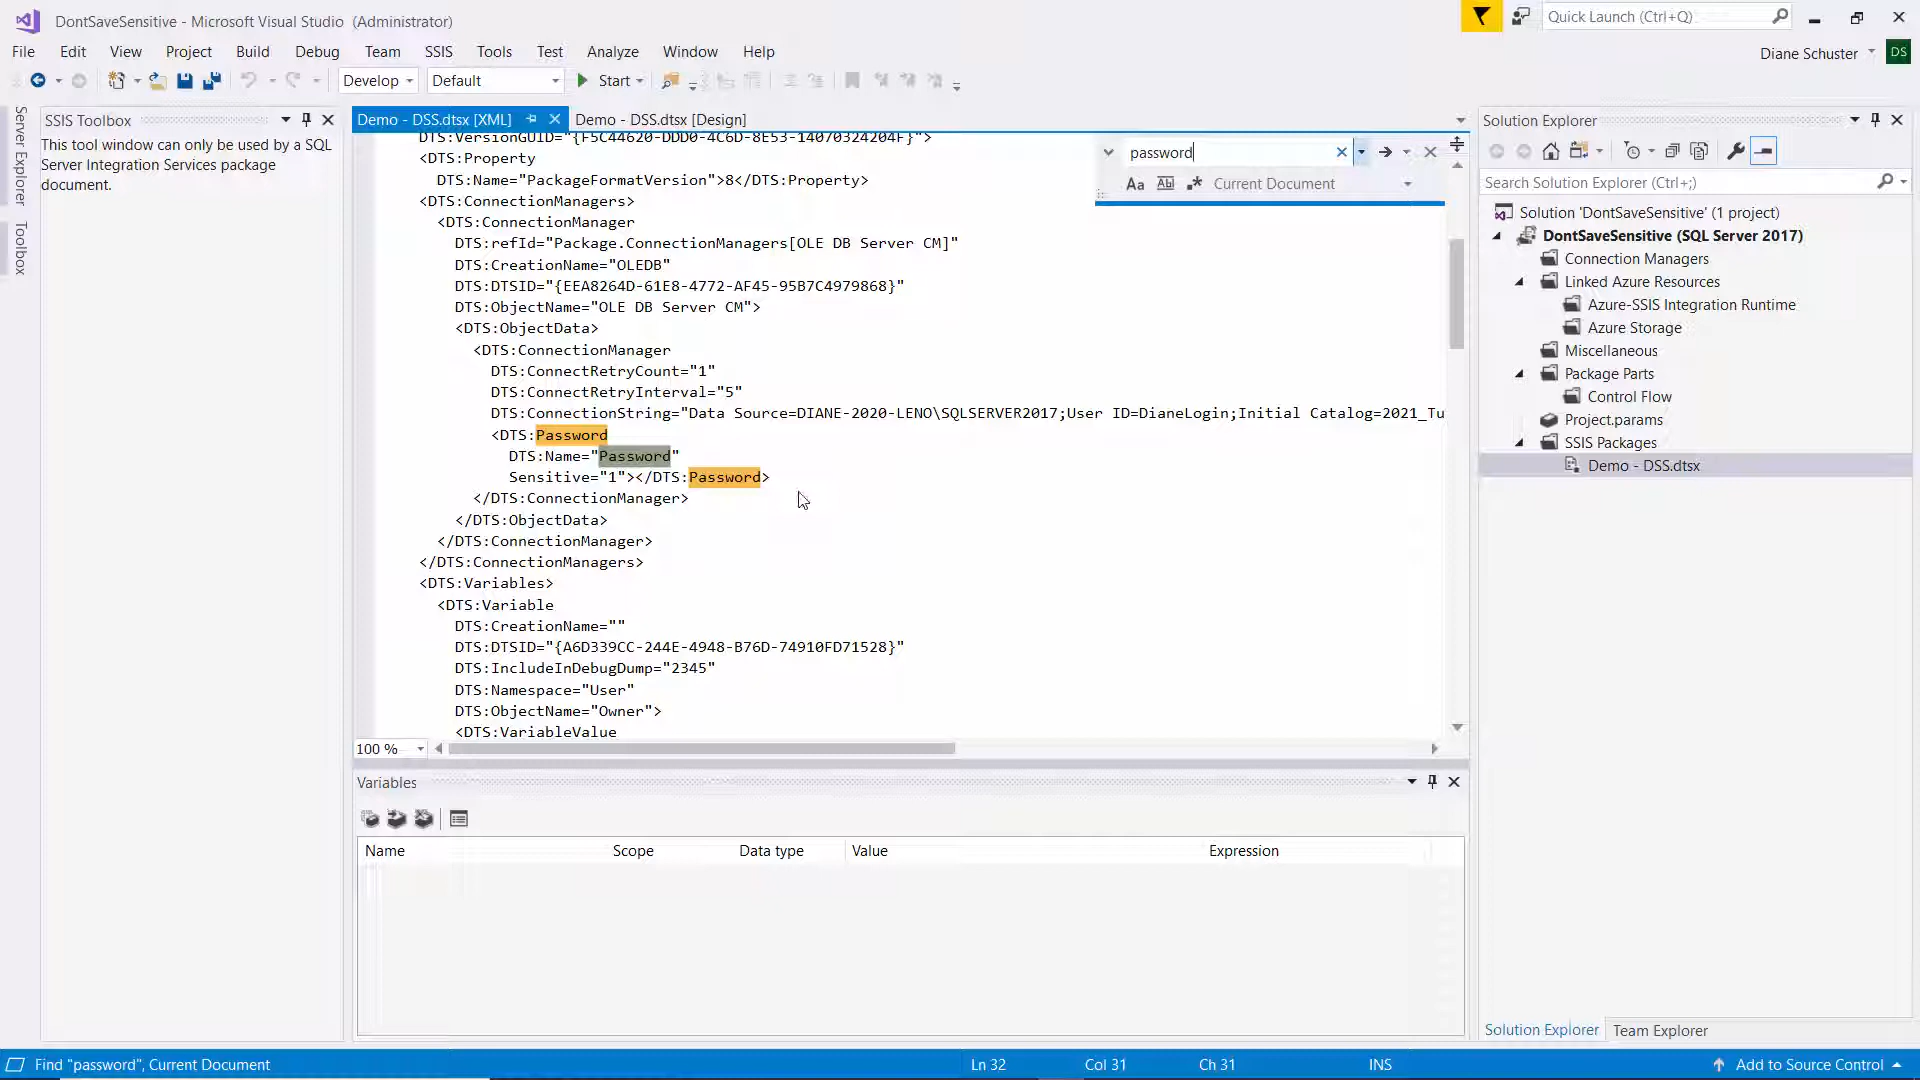 DontSaveSensitive - Microsoft Visual Studio (Administrator)
Quick Launch (Ctrl+Q)
File Edit View Project Build Debug Team SSIS Tools Test Analyze Window Help
Diane Schuster DS
Develop Default Start
Server Explorer
Toolbox
SSIS Toolbox
This tool window can only be used by a SQL
Server Integration Services package
document.
Demo - DSS.dtsx [XML] Demo - DSS.dtsx [Design]
password
Aa Abl Current Document
DTS:VersionGUID="{F5C44620-DDD0-4C6D-8E53-14070324204F}">
<DTS:Property
DTS:Name="PackageFormatVersion">8</DTS:Property>
<DTS:ConnectionManagers>
<DTS:ConnectionManager
DTS:refId="Package.ConnectionManagers[OLE DB Server CM]"
DTS:CreationName="OLEDB"
DTS:DTSID="{EEA8264D-61E8-4772-AF45-95B7C4979868}"
DTS:ObjectName="OLE DB Server CM">
<DTS:ObjectData>
<DTS:ConnectionManager
DTS:ConnectRetryCount="1"
DTS:ConnectRetryInterval="5"
DTS:ConnectionString="Data Source=DIANE-2020-LENO\SQLSERVER2017;User ID=DianeLogin;Initial Catalog=2021_Tu
<DTS:Password
DTS:Name="Password"
Sensitive="1"></DTS:Password>
</DTS:ConnectionManager>
</DTS:ObjectData>
</DTS:ConnectionManager>
</DTS:ConnectionManagers>
<DTS:Variables>
<DTS:Variable
DTS:CreationName=""
DTS:DTSID="{A6D339CC-244E-4948-B76D-74910FD71528}"
DTS:IncludeInDebugDump="2345"
DTS:Namespace="User"
DTS:ObjectName="Owner">
<DTS:VariableValue
100 %
Variables
Name Scope Data type Value Expression
Solution Explorer
Search Solution Explorer (Ctrl+;)
Solution 'DontSaveSensitive' (1 project)
DontSaveSensitive (SQL Server 2017)
Connection Managers
Linked Azure Resources
Azure-SSIS Integration Runtime
Azure Storage
Miscellaneous
Package Parts
Control Flow
Project.params
SSIS Packages
Demo - DSS.dtsx
Solution Explorer Team Explorer
Find "password", Current Document Ln 32 Col 31 Ch 31 INS Add to Source Control